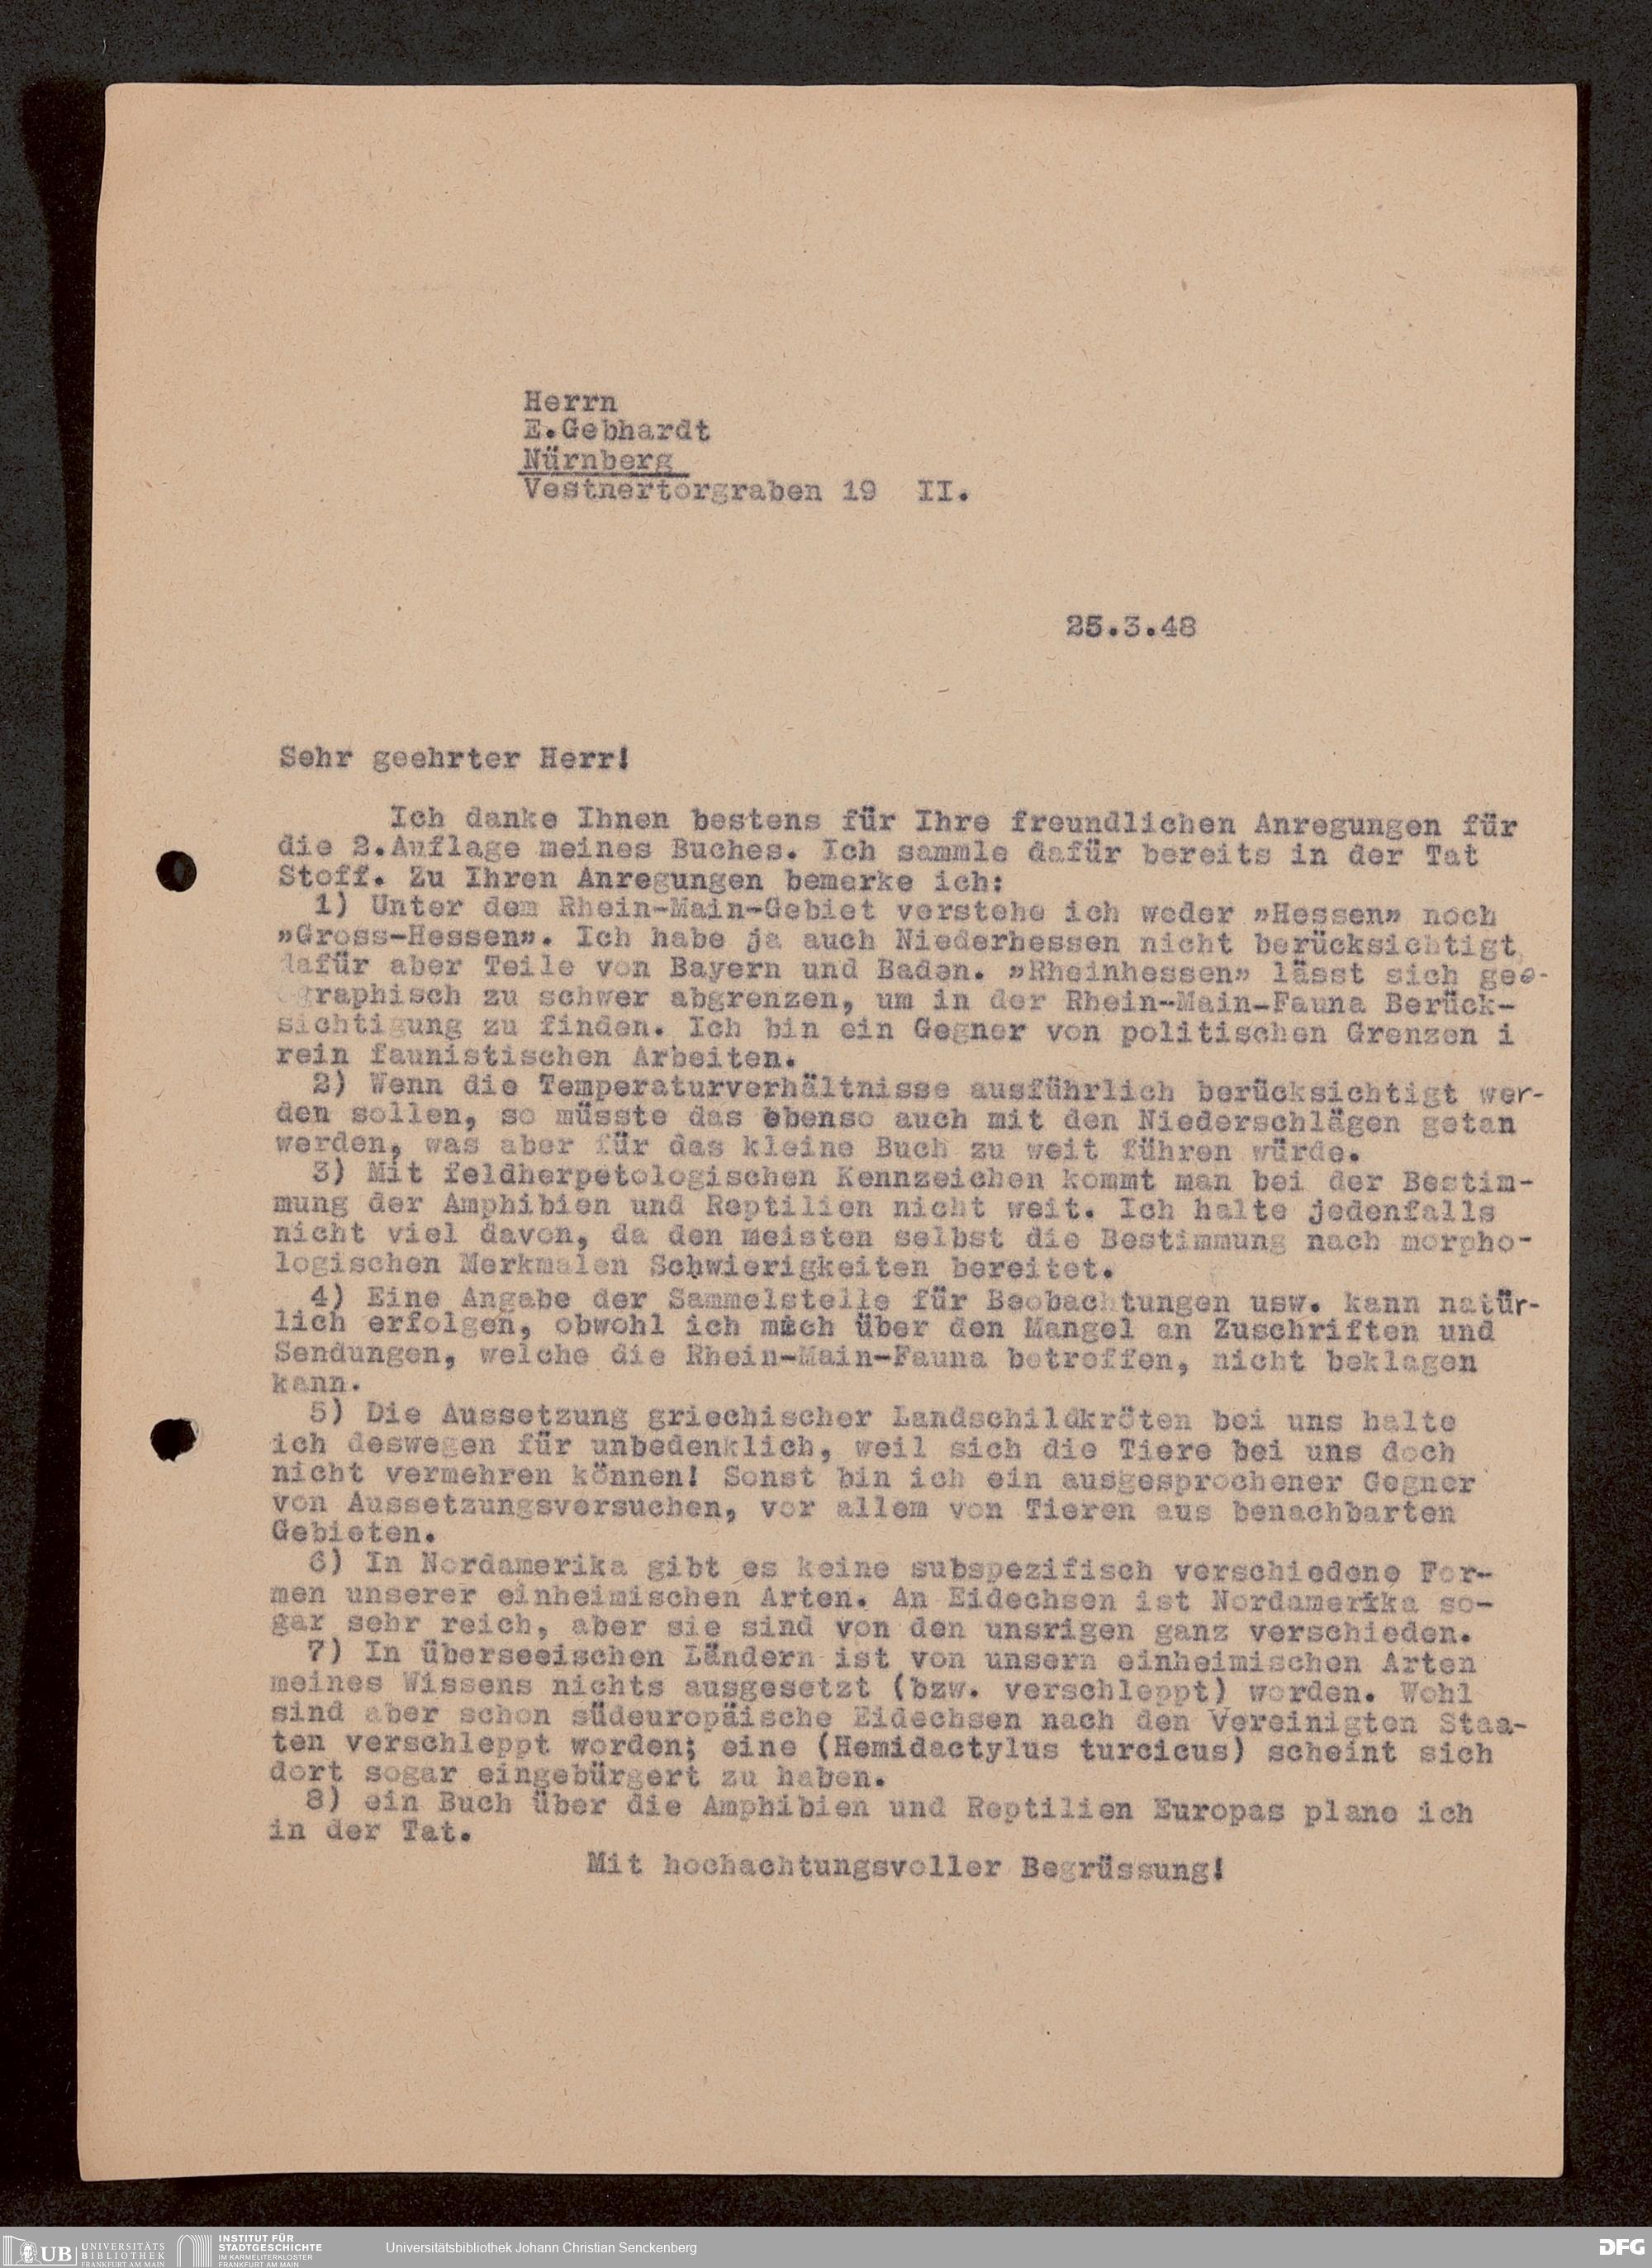 Herrn
E.Gebhardt
Nürnberg
Vestnertorgraben 19 II.
25.3.48
Sehr geehrter Herr!
Ich danke Ihnen bestens für Ihre freundlichen Anregungen für
die 2.Auflage meines Buches. Ich sammle dafür bereits in der Tat
Stoff. Zu Ihren Anregungen bemerke ich:
1) Unter dem Rhein-Main-Gebiet verstehe ich weder »Hessen» noch
»Gross-Hessen». Ich habe ja auch Niederhessen nicht berücksichtigt,
dafür aber Teile von Bayern und Baden. »Rheinhessen» lässt sich geo-
graphisch zu schwer abgrenzen, um in der Rhein-Main-Fauna Berück-
sichtigung zu finden. Ich bin ein Gegner von politischen Grenzen i
rein faunistischen Arbeiten.
2) Wenn die Temperaturverhältnisse ausführlich berücksichtigt wer-
den sollen, so müsste das ebenso auch mit den Niederschlägen getan
werden, was aber für das kleine Buch zu weit führen würde.
3) Mit feldherpetologischen Kennzeichen kommt man bei der Bestim-
mung der Amphibien und Reptilien nicht weit. Ich halte jedenfalls
nicht viel davon, da den meisten selbst die Bestimmung nach morpho-
logischen Merkmalen Schwierigkeiten bereitet.
4) Eine Angabe der Sammelstelle für Beobachtungen usw. kann natür-
lich erfolgen, obwohl ich mich über den Mangel an Zuschriften und
Sendungen, welche die Rhein-Main-Fauna betreffen, nicht beklagen
kann.
5) Die Aussetzung griechischer Landschildkröten bei uns halte
ich deswegen für unbedenklich, weil sich die Tiere bei uns doch
nicht vermehren können! Sonst bin ich ein ausgesprochener Gegner
von Aussetzungsversuchen, vor allem von Tieren aus benachbarten
Gebieten.
6) In Nordamerika gibt es keine subspezifisch verschiedene For-
men unserer einheimischen Arten. An Eidechsen ist Nordamerika so-
gar sehr reich, aber sie sind von den unsrigen ganz verschieden.
7) In überseeischen Ländern ist von unsern einheimischen Arten
meines Wissens nichts ausgesetzt (bzw. verschleppt) worden. Wohl
sind aber schon südeuropäische Eidechsen nach den Vereinigten Staa-
ten verschleppt worden; eine (Hemidactylus turcicus) scheint sich
dort sogar eingebürgert zu haben.
8) ein Buch über die Amphibien und Reptilien Europas plane ich
in der Tat.
Mit hochachtungsvoller Begrüssung!
UB UNIVERSITÄTS
BIBLIOTHEK
FRANKFURT AM MAIN
INSTITUT FÜR
STADTGESCHICHTE
IM KARMELITERKLOSTER
FRANKFURT AM MAIN
Universitätsbibliothek Johann Christian Senckenberg
DFG